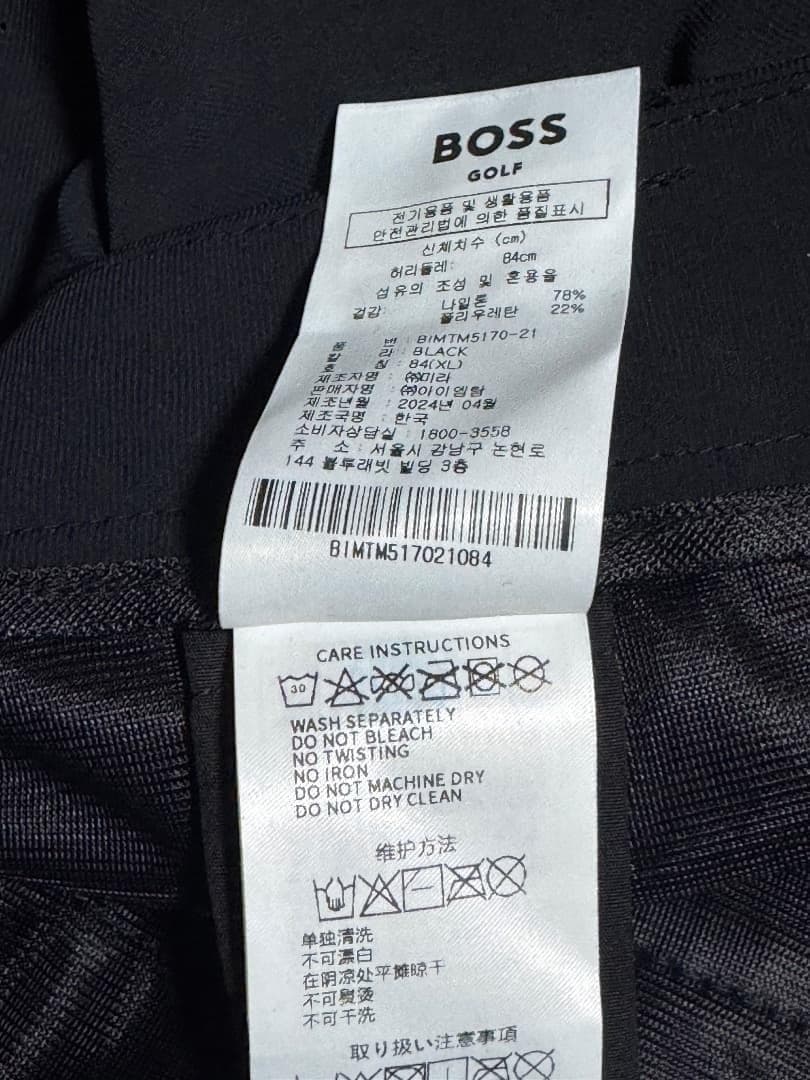 BOSS
GOLF
전기용품 및 생활용품
안전관리법에 의한 품질표시
신체치수 (cm)
허리둘레: 84cm
섬유의 조성 및 혼용율
겉감: 나일론 78%
폴리우레탄 22%
품 번 : BIMTM5170-21
칼 라 : BLACK
호 칭 : 84(XL)
제조자명 : ㈜미라
판매자명 : ㈜아이엠탐
제조년월 : 2024년 04월
제조국명 : 한국
소비자상담실 : 1800-3558
주 소 : 서울시 강남구 논현로
144 블루래빗 빌딩 3층
BIMTM517021084
CARE INSTRUCTIONS
30
WASH SEPARATELY
DO NOT BLEACH
NO TWISTING
NO IRON
DO NOT MACHINE DRY
DO NOT DRY CLEAN
维护方法
单独清洗
不可漂白
在阴凉处平摊晾干
不可熨烫
不可干洗
取り扱い注意事項